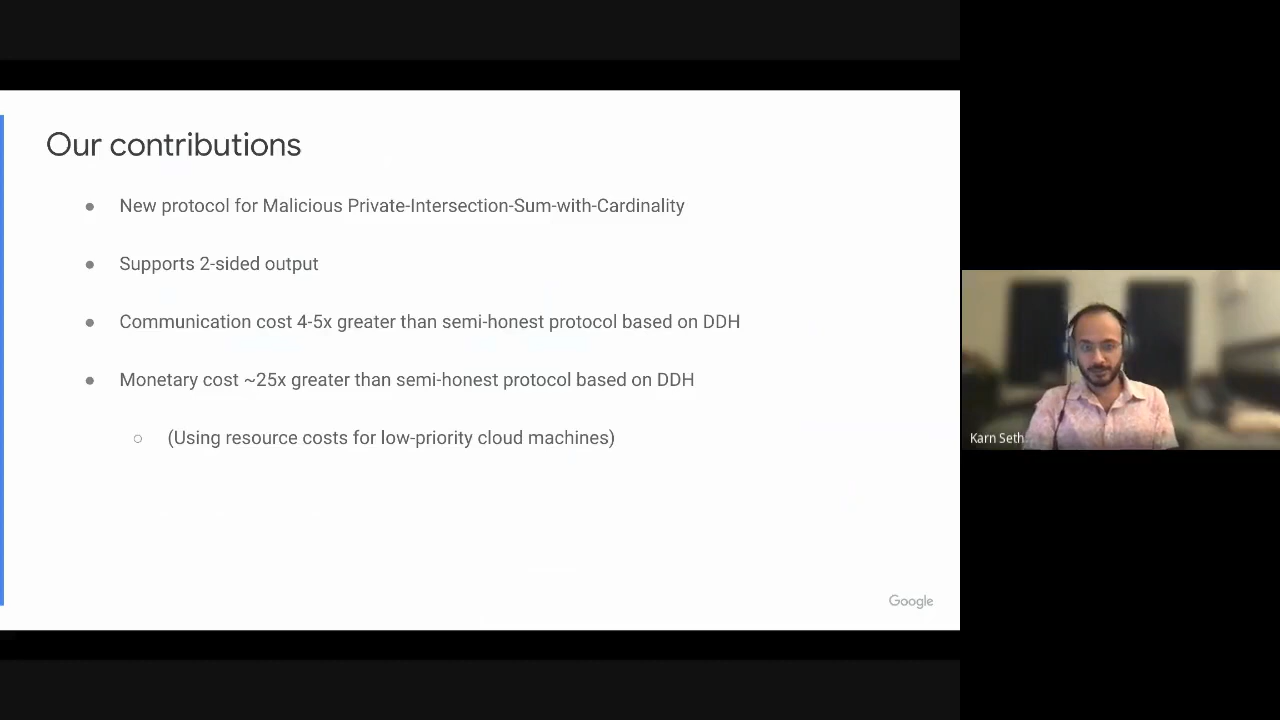 Our contributions
● New protocol for Malicious Private-Intersection-Sum-with-Cardinality
● Supports 2-sided output
● Communication cost 4-5x greater than semi-honest protocol based on DDH
● Monetary cost ~25x greater than semi-honest protocol based on DDH
○ (Using resource costs for low-priority cloud machines)
Google
Karn Seth